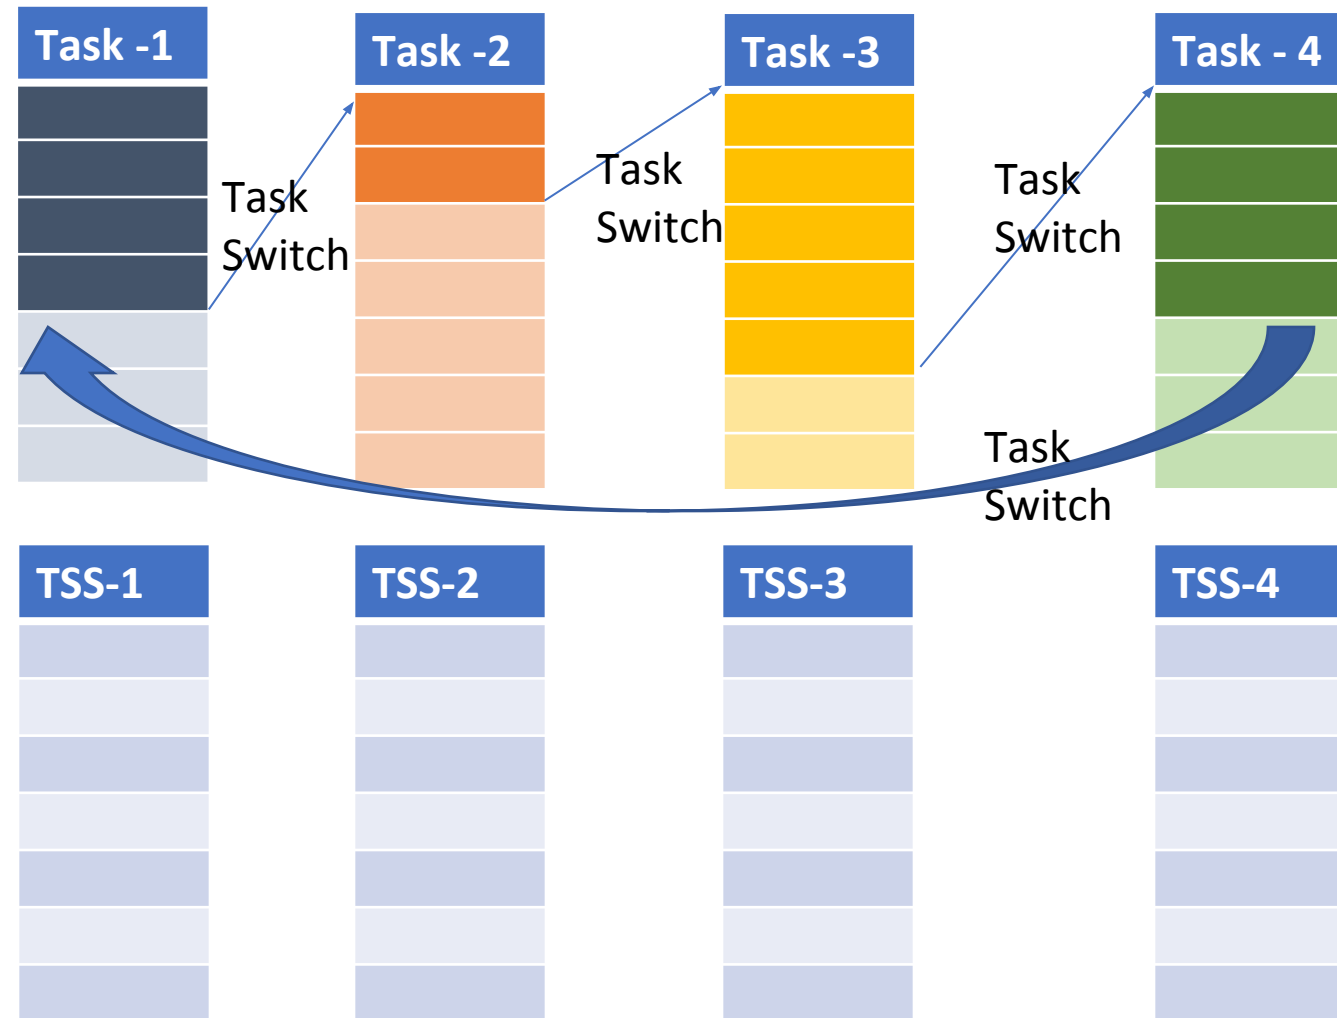 Task -1
Task -2
Task -3
Task - 4
Task
Switch
Task
Switch
Task
Switch
Task
Switch
TSS-1
TSS-2
TSS-3
TSS-4